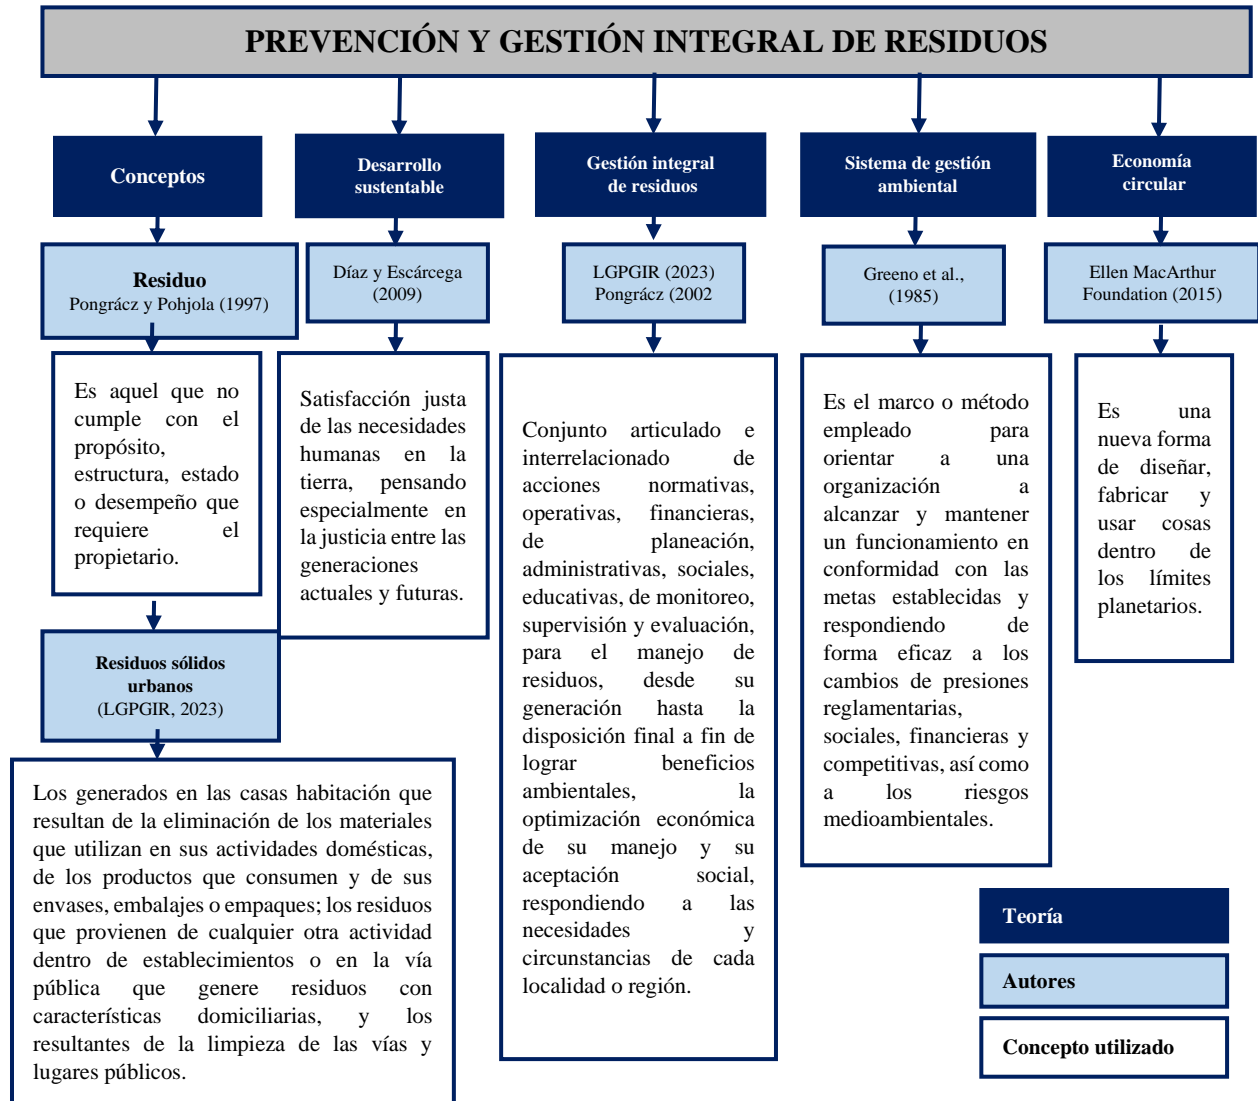 PREVENCIÓN Y GESTIÓN INTEGRAL DE RESIDUOS
Conceptos
Residuo
Pongrácz y Pohjola (1997)
Es aquel que no
cumple con el
propósito,
estructura, estado
o desempeño que
requiere el
propietario.
Residuos sólidos
urbanos
(LGPGIR, 2023)
Los generados en las casas habitación que
resultan de la eliminación de los materiales
que utilizan en sus actividades domésticas,
de los productos que consumen y de sus
envases, embalajes o empaques; los residuos
que provienen de cualquier otra actividad
dentro de establecimientos o en la vía
pública que genere residuos con
características domiciliarias, y los
resultantes de la limpieza de las vías y
lugares públicos.
Desarrollo
sustentable
Díaz y Escárcega
(2009)
Satisfacción justa
de las necesidades
humanas en la
tierra, pensando
especialmente en
la justicia entre las
generaciones
actuales y futuras.
Gestión integral
de residuos
LGPGIR (2023)
Pongrácz (2002
Conjunto articulado e
interrelacionado de
acciones normativas,
operativas, financieras,
de planeación,
administrativas, sociales,
educativas, de monitoreo,
supervisión y evaluación,
para el manejo de
residuos, desde su
generación hasta la
disposición final a fin de
lograr beneficios
ambientales, la
optimización económica
de su manejo y su
aceptación social,
respondiendo a las
necesidades y
circunstancias de cada
localidad o región.
Sistema de gestión
ambiental
Greeno et al.,
(1985)
Es el marco o método
empleado para
orientar a una
organización a
alcanzar y mantener
un funcionamiento en
conformidad con las
metas establecidas y
respondiendo de
forma eficaz a los
cambios de presiones
reglamentarias,
sociales, financieras y
competitivas, así como
a los riesgos
medioambientales.
Economía
circular
Ellen MacArthur
Foundation (2015)
Es una
nueva forma
de diseñar,
fabricar y
usar cosas
dentro de
los límites
planetarios.
Teoría
Autores
Concepto utilizado